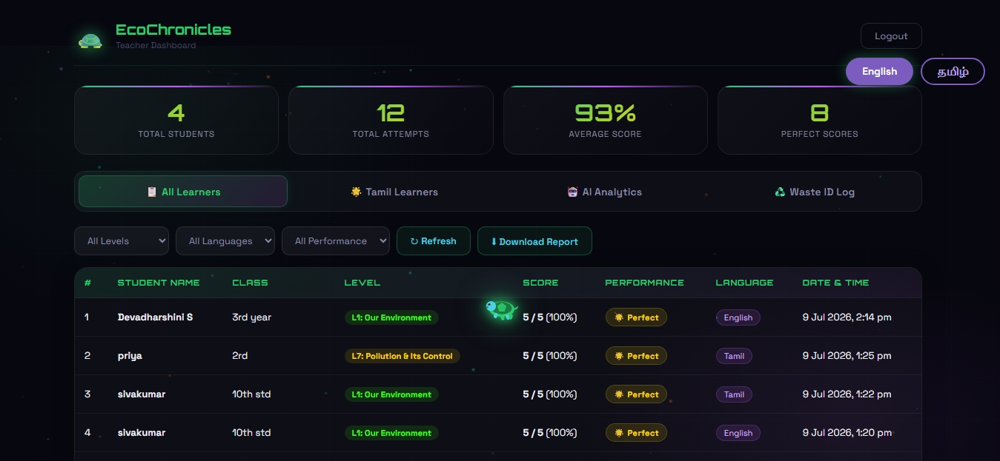 EcoChronicles
Teacher Dashboard
Logout
English தமிழ்
4 12 93% 8
TOTAL STUDENTS TOTAL ATTEMPTS AVERAGE SCORE PERFECT SCORES
All Learners Tamil Learners AI Analytics Waste ID Log
All Levels All Languages All Performance ↻ Refresh ⬇ Download Report
# STUDENT NAME CLASS LEVEL SCORE PERFORMANCE LANGUAGE DATE & TIME
1 Devadharshini S 3rd year L1: Our Environment 5 / 5 (100%) Perfect English 9 Jul 2026, 2:14 pm
2 priya 2rd L7: Pollution & Its Control 5 / 5 (100%) Perfect Tamil 9 Jul 2026, 1:25 pm
3 sivakumar 10th std L1: Our Environment 5 / 5 (100%) Perfect Tamil 9 Jul 2026, 1:22 pm
4 sivakumar 10th std L1: Our Environment 5 / 5 (100%) Perfect English 9 Jul 2026, 1:20 pm